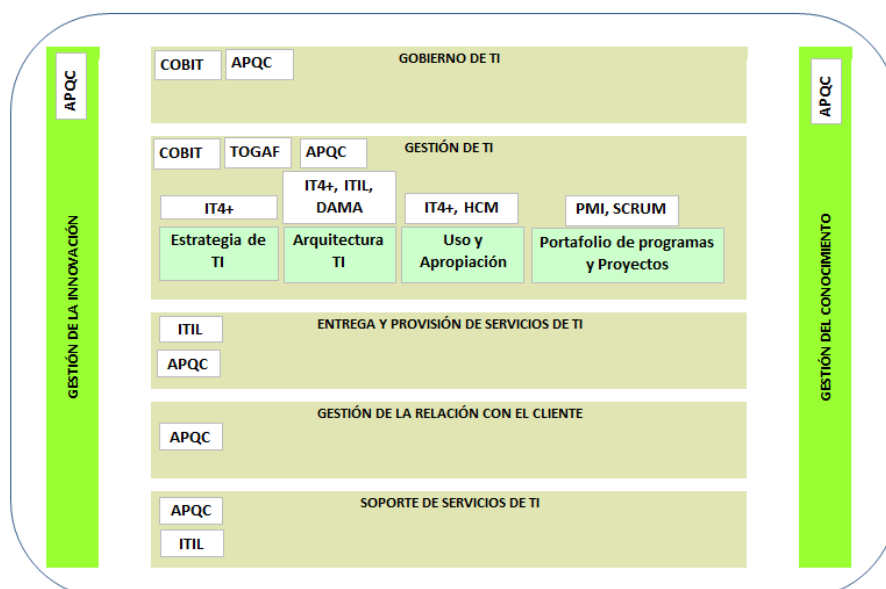 APQC
GESTIÓN DE LA INNOVACIÓN
COBIT
APQC
GOBIERNO DE TI
COBIT
TOGAF
APQC
GESTIÓN DE TI
IT4+
IT4+, ITIL,
DAMA
IT4+, HCM
PMI, SCRUM
Estrategia de
TI
Arquitectura
TI
Uso y
Apropiación
Portafolio de programas
y Proyectos
ITIL
ENTREGA Y PROVISIÓN DE SERVICIOS DE TI
APQC
GESTIÓN DE LA RELACIÓN CON EL CLIENTE
APQC
SOPORTE DE SERVICIOS DE TI
APQC
ITIL
APQC
GESTIÓN DEL CONOCIMIENTO